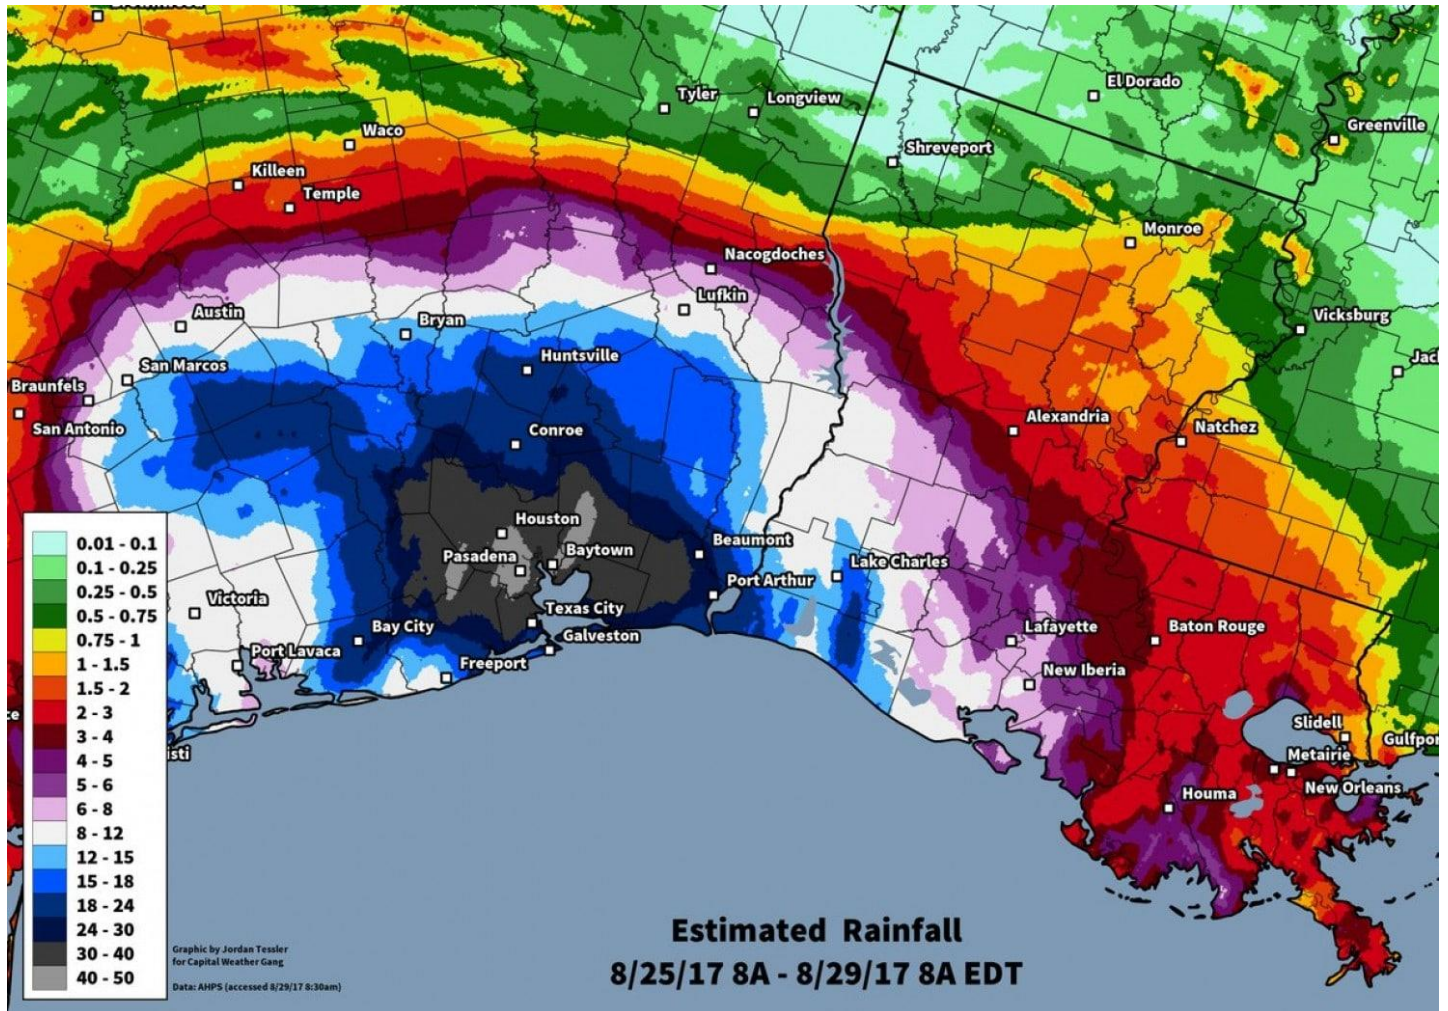 Tyler
Longview
El Dorado
Greenville
Waco
Shreveport
Killeen
Temple
Monroe
Nacogdoches
Lufkin
Austin
Bryan
Vicksburg
Huntsville
San Marcos
Jac
Braunfels
San Antonio
Alexandria
Natchez
Conroe
Houston
Pasadena
Baytown
Beaumont
Lake Charles
Port Arthur
Victoria
Texas City
Bay City
Lafayette
Baton Rouge
Galveston
Port Lavaca
Freeport
New Iberia
Slidell
Gulfpor
isti
Metairie
New Orleans
Houma
ce
0.01 - 0.1
0.1 - 0.25
0.25 - 0.5
0.5 - 0.75
0.75 - 1
1 - 1.5
1.5 - 2
2 - 3
3 - 4
4 - 5
5 - 6
6 - 8
8 - 12
12 - 15
15 - 18
18 - 24
24 - 30
30 - 40
40 - 50
Graphic by Jordan Tessler
for Capital Weather Gang
Data: AHPS (accessed 8/29/17 8:30am)
Estimated Rainfall
8/25/17 8A - 8/29/17 8A EDT